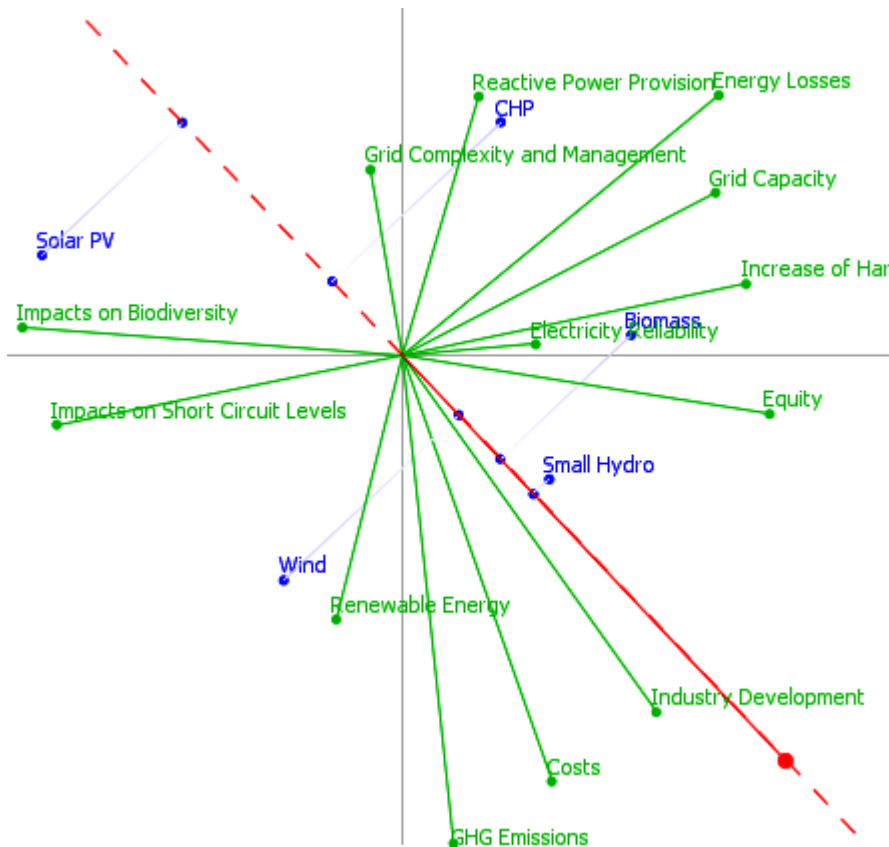 Reactive Power Provision
Energy Losses
CHP
Grid Complexity and Management
Grid Capacity
Solar PV
Increase of Har
Impacts on Biodiversity
Biomass
Electricity Reliability
Equity
Impacts on Short Circuit Levels
Small Hydro
Wind
Renewable Energy
Industry Development
Costs
GHG Emissions